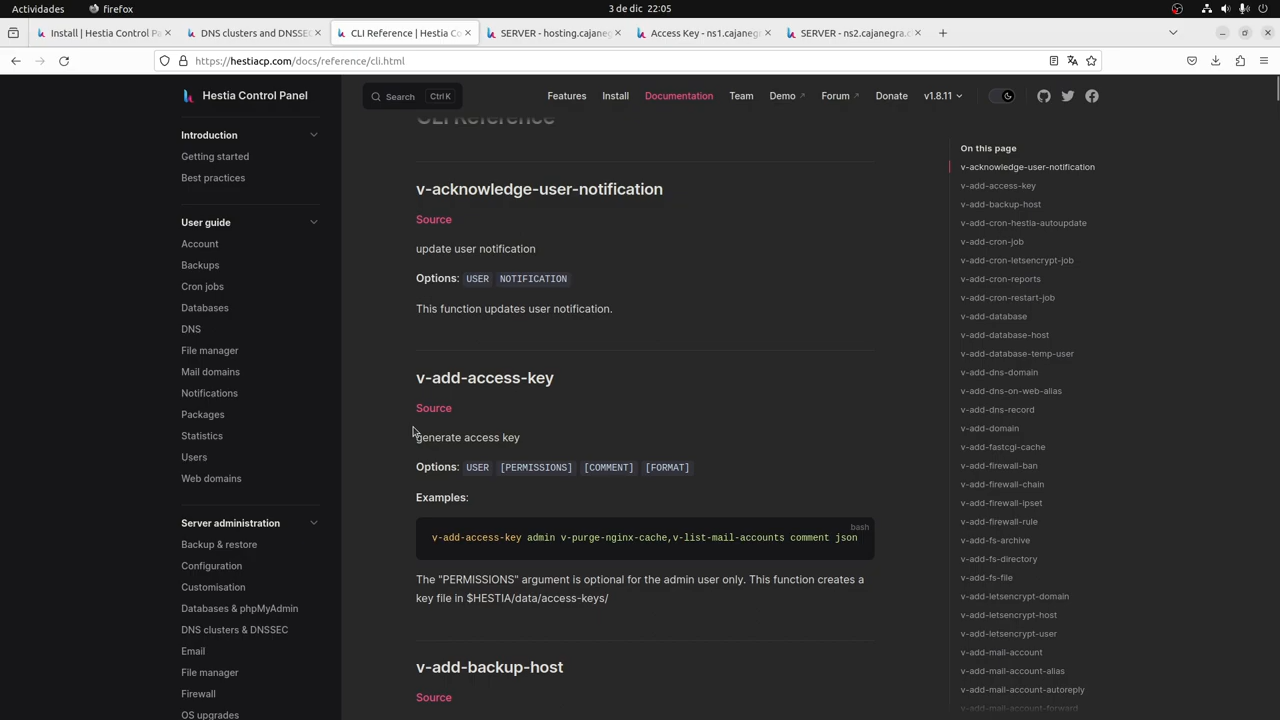 Actividades
firefox
3 de dic  22:05
Install | Hestia Control P
DNS clusters and DNSSEC
CLI Reference | Hestia Co
SERVER - hosting.cajaneg
Access Key - ns1.cajaneg
SERVER - ns2.cajanegra.c
https://hestiacp.com/docs/reference/cli.html
Hestia Control Panel
Search
Ctrl K
Features
Install
Documentation
Team
Demo
Forum
Donate
v1.8.11
Introduction
Getting started
Best practices
User guide
Account
Backups
Cron jobs
Databases
DNS
File manager
Mail domains
Notifications
Packages
Statistics
Users
Web domains
Server administration
Backup & restore
Configuration
Customisation
Databases & phpMyAdmin
DNS clusters & DNSSEC
Email
File manager
Firewall
OS upgrades
CLI Reference
v-acknowledge-user-notification
Source
update user notification
Options: USER NOTIFICATION
This function updates user notification.
v-add-access-key
Source
generate access key
Options: USER [PERMISSIONS] [COMMENT] [FORMAT]
Examples:
bash
v-add-access-key admin v-purge-nginx-cache,v-list-mail-accounts comment json
The "PERMISSIONS" argument is optional for the admin user only. This function creates a
key file in $HESTIA/data/access-keys/
v-add-backup-host
Source
On this page
v-acknowledge-user-notification
v-add-access-key
v-add-backup-host
v-add-cron-hestia-autoupdate
v-add-cron-job
v-add-cron-letsencrypt-job
v-add-cron-reports
v-add-cron-restart-job
v-add-database
v-add-database-host
v-add-database-temp-user
v-add-dns-domain
v-add-dns-on-web-alias
v-add-dns-record
v-add-domain
v-add-fastcgi-cache
v-add-firewall-ban
v-add-firewall-chain
v-add-firewall-ipset
v-add-firewall-rule
v-add-fs-archive
v-add-fs-directory
v-add-fs-file
v-add-letsencrypt-domain
v-add-letsencrypt-host
v-add-letsencrypt-user
v-add-mail-account
v-add-mail-account-alias
v-add-mail-account-autoreply
v-add-mail-account-forward